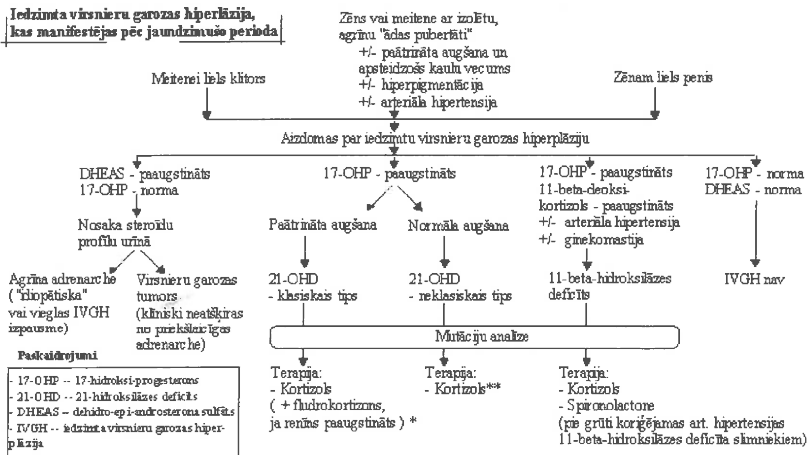 Iedzimta virsnieru garozas hiperplāzija,
kas manifestējas pēc jaundzimušo perioda
Zēns vai meitene ar izolētu,
agrīnu "ādas pubertāti"
+/- paātrināta augšana un
apsteidzošs kaulu vecums
+/- hiperpigmentācija
+/- arteriāla hipertensija
Meitenei liels klitors
Zēnam liels penis
Aizdomas par iedzimtu virsnieru garozas hiperplāziju
DHEAS - paaugstināts
17-OHP - norma
17-OHP - paaugstināts
17-OHP - paaugstināts
11-beta-deoksi-
kortizols - paaugstināts
+/- arteriāla hipertensija
+/- ginekomastija
17-OHP - norma
DHEAS - norma
Nosaka steroīdu
profilu urīnā
Paātrināta augšana
Normāla augšana
Agrīna adrenarche
( "idiopātiska"
vai vieglas IVGH
izpausme)
Virsnieru garozas
tumors
(klīniski neatšķiras
no priekšlaicīgas
adrenarche)
21-OHD
- klasiskais tips
21-OHD
- neklasiskais tips
11-beta-hidroksilāzes
deficīts
IVGH nav
Mutāciju analīze
Paskaidrojumi
- 17-OHP -- 17-hidroksi-progesterons
- 21-OHD -- 21-hidroksilāzes deficīts
- DHEAS -- dehidro-epi-androsterona sulfāts
- IVGH -- iedzimta virsnieru garozas hiper-
plāzija
Terapija:
- Kortizols
( + fludrokortizons,
ja renīns paaugstināts ) *
Terapija:
- Kortizols**
Terapija:
- Kortizols
- Spironolactone
(pie grūti koriģējamas art. hipertensijas
11-beta-hidroksilāzes deficīta slimniekiem)